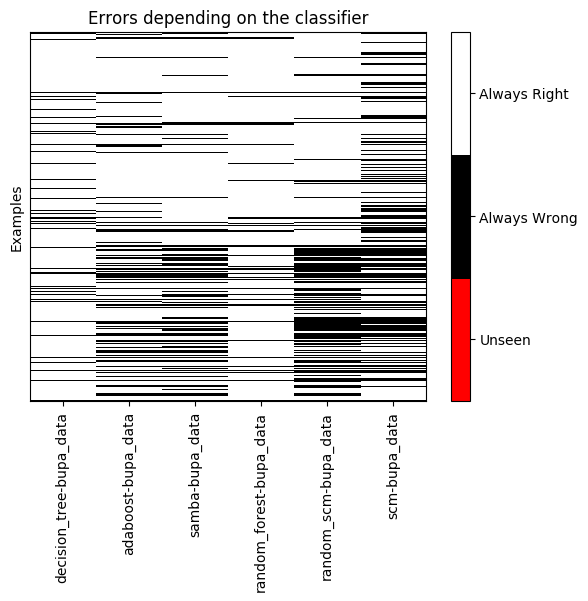 Errors depending on the classifier
Examples
Always Right
Always Wrong
Unseen
decision_tree-bupa_data
adaboost-bupa_data
samba-bupa_data
random_forest-bupa_data
random_scm-bupa_data
scm-bupa_data